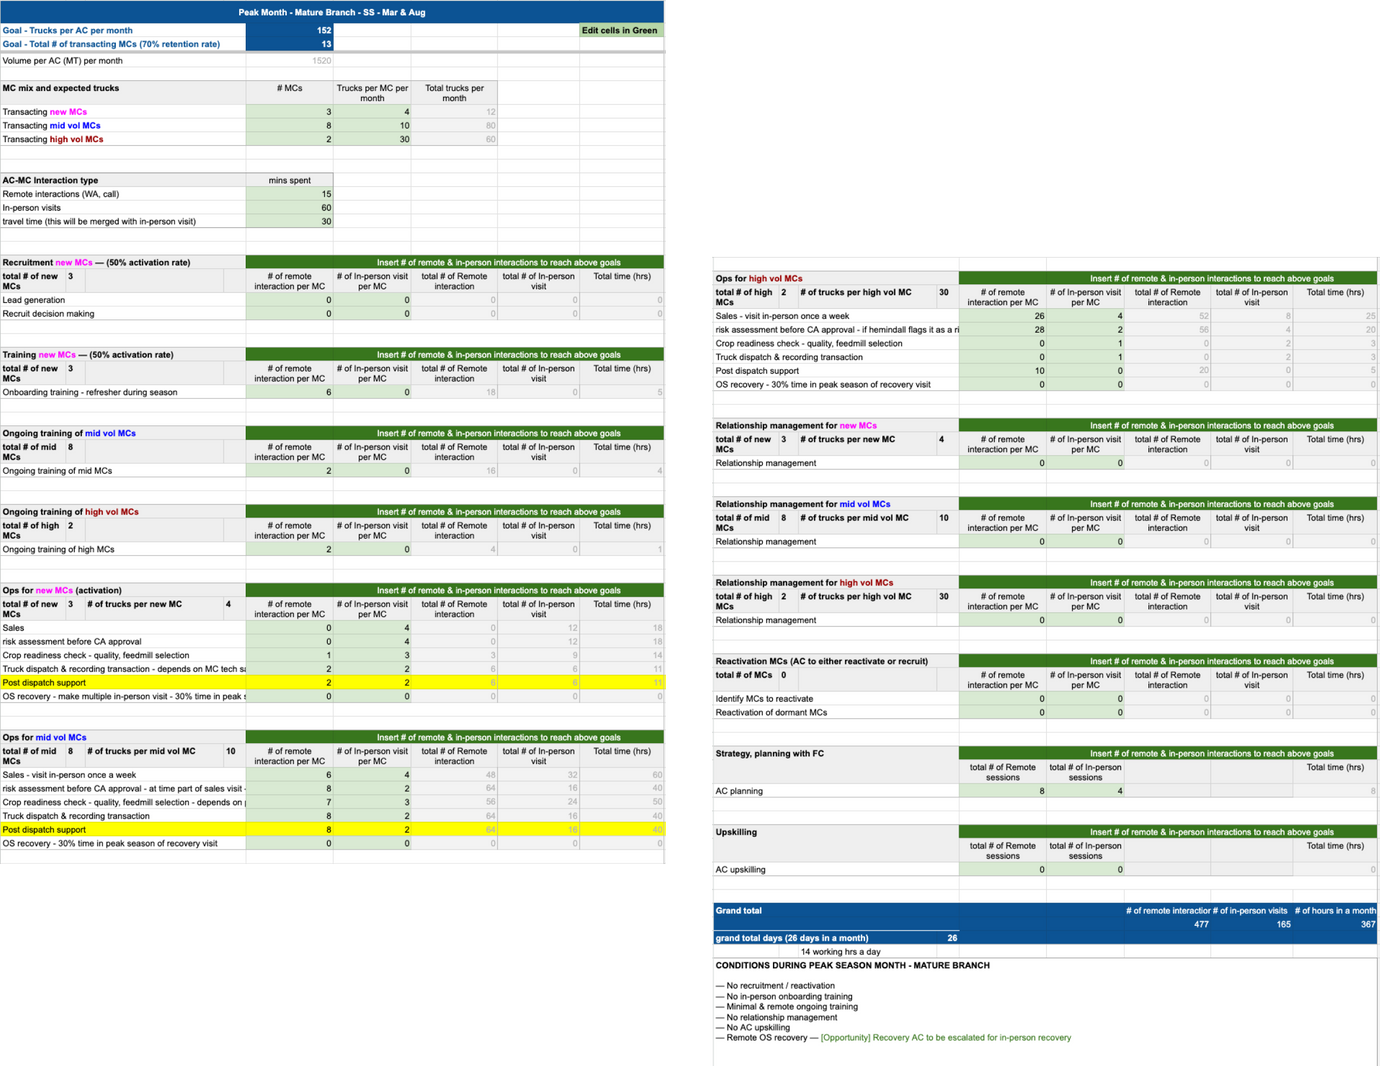 Peak Month - Mature Branch - SS - Mar & Aug
Goal - Trucks per AC per month 152 Edit cells in Green
Goal - Total # of transacting MCs (70% retention rate) 13
Volume per AC (MT) per month 1520
MC mix and expected trucks # MCs Trucks per MC per month Total trucks per month
Transacting new MCs 3 4 12
Transacting mid vol MCs 8 10 80
Transacting high vol MCs 2 30 60
AC-MC Interaction type mins spent
Remote interactions (WA, call) 15
In-person visits 60
travel time (this will be merged with in-person visit) 30
Recruitment new MCs — (50% activation rate) Insert # of remote & in-person interactions to reach above goals
total # of new MCs 3 # of remote interaction per MC # of In-person visit per MC total # of Remote interaction total # of In-person visit Total time (hrs)
Lead generation 0 0 0 0 0
Recruit decision making 0 0 0 0 0
Training new MCs — (50% activation rate) Insert # of remote & in-person interactions to reach above goals
total # of new MCs 3 # of remote interaction per MC # of In-person visit per MC total # of Remote interaction total # of In-person visit Total time (hrs)
Onboarding training - refresher during season 6 0 18 0 5
Ongoing training of mid vol MCs Insert # of remote & in-person interactions to reach above goals
total # of mid MCs 8 # of remote interaction per MC # of In-person visit per MC total # of Remote interaction total # of In-person visit Total time (hrs)
Ongoing training of mid MCs 2 0 16 0 4
Ongoing training of high vol MCs Insert # of remote & in-person interactions to reach above goals
total # of high MCs 2 # of remote interaction per MC # of In-person visit per MC total # of Remote interaction total # of In-person visit Total time (hrs)
Ongoing training of high MCs 2 0 4 0 1
Ops for new MCs (activation) Insert # of remote & in-person interactions to reach above goals
total # of new MCs 3 # of trucks per new MC 4 # of remote interaction per MC # of In-person visit per MC total # of Remote interaction total # of In-person visit Total time (hrs)
Sales 0 4 0 12 18
risk assessment before CA approval 0 4 0 12 18
Crop readiness check - quality, feedmill selection 1 3 3 9 14
Truck dispatch & recording transaction - depends on MC tech sa 2 2 6 6 11
Post dispatch support 2 2 6 6 11
OS recovery - make multiple in-person visit - 30% time in peak s 0 0 0 0 0
Ops for mid vol MCs Insert # of remote & in-person interactions to reach above goals
total # of mid MCs 8 # of trucks per mid vol MC 10 # of remote interaction per MC # of In-person visit per MC total # of Remote interaction total # of In-person visit Total time (hrs)
Sales - visit in-person once a week 6 4 48 32 60
risk assessment before CA approval - at time part of sales visit - 8 2 64 16 40
Crop readiness check - quality, feedmill selection - depends on p 7 3 56 24 50
Truck dispatch & recording transaction 8 2 64 16 40
Post dispatch support 8 2 64 16 40
OS recovery - 30% time in peak season of recovery visit 0 0 0 0 0
Ops for high vol MCs Insert # of remote & in-person interactions to reach above goals
total # of high MCs 2 # of trucks per high vol MC 30 # of remote interaction per MC # of In-person visit per MC total # of Remote interaction total # of In-person visit Total time (hrs)
Sales - visit in-person once a week 26 4 52 8 25
risk assessment before CA approval - if hemindall flags it as a ri 28 2 56 4 20
Crop readiness check - quality, feedmill selection 0 1 0 2 3
Truck dispatch & recording transaction 0 1 0 2 3
Post dispatch support 10 0 20 0 5
OS recovery - 30% time in peak season of recovery visit 0 0 0 0 0
Relationship management for new MCs Insert # of remote & in-person interactions to reach above goals
total # of new MCs 3 # of trucks per new MC 4 # of remote interaction per MC # of In-person visit per MC total # of Remote interaction total # of In-person visit Total time (hrs)
Relationship management 0 0 0 0 0
Relationship management for mid vol MCs Insert # of remote & in-person interactions to reach above goals
total # of mid MCs 8 # of trucks per mid vol MC 10 # of remote interaction per MC # of In-person visit per MC total # of Remote interaction total # of In-person visit Total time (hrs)
Relationship management 0 0 0 0 0
Relationship management for high vol MCs Insert # of remote & in-person interactions to reach above goals
total # of high MCs 2 # of trucks per high vol MC 30 # of remote interaction per MC # of In-person visit per MC total # of Remote interaction total # of In-person visit Total time (hrs)
Relationship management 0 0 0 0 0
Reactivation MCs (AC to either reactivate or recruit) Insert # of remote & in-person interactions to reach above goals
total # of MCs 0 # of remote interaction per MC # of In-person visit per MC total # of Remote interaction total # of In-person visit Total time (hrs)
Identify MCs to reactivate 0 0 0 0 0
Reactivation of dormant MCs 0 0 0 0 0
Strategy, planning with FC Insert # of remote & in-person interactions to reach above goals
total # of Remote sessions total # of In-person sessions Total time (hrs)
AC planning 8 4 8
Upskilling Insert # of remote & in-person interactions to reach above goals
total # of Remote sessions total # of In-person sessions Total time (hrs)
AC upskilling 0 0 0
Grand total # of remote interaction # of in-person visits # of hours in a month
477 165 367
grand total days (26 days in a month) 26
14 working hrs a day
CONDITIONS DURING PEAK SEASON MONTH - MATURE BRANCH
— No recruitment / reactivation
— No in-person onboarding training
— Minimal & remote ongoing training
— No relationship management
— No AC upskilling
— Remote OS recovery — [Opportunity] Recovery AC to be escalated for in-person recovery